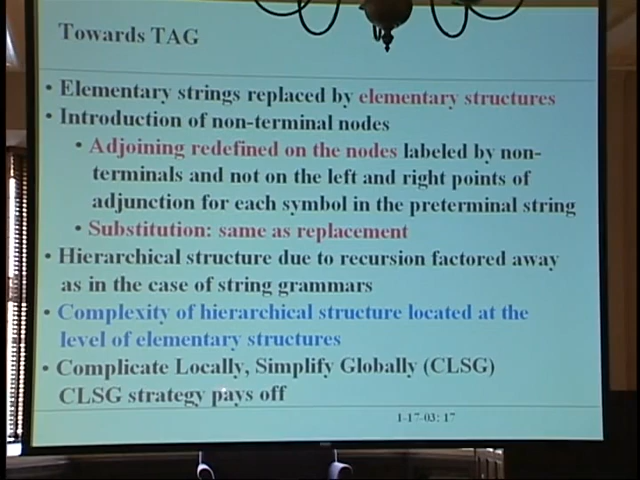 Towards TAG
• Elementary strings replaced by elementary structures
• Introduction of non-terminal nodes
• Adjoining redefined on the nodes labeled by non-
terminals and not on the left and right points of
adjunction for each symbol in the preterminal string
• Substitution: same as replacement
• Hierarchical structure due to recursion factored away
as in the case of string grammars
• Complexity of hierarchical structure located at the
level of elementary structures
• Complicate Locally, Simplify Globally (CLSG)
CLSG strategy pays off
1-17-03: 17